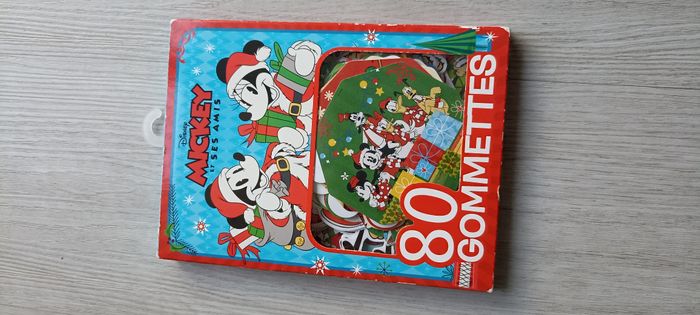 Disney
MICKEY
ET SES AMIS
80
GOMMETTES